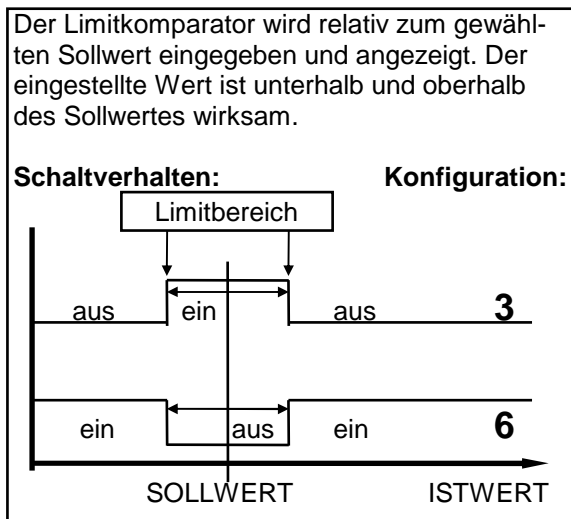 Der Limitkomparator wird relativ zum gewähl-
ten Sollwert eingegeben und angezeigt. Der
eingestellte Wert ist unterhalb und oberhalb
des Sollwertes wirksam.
Schaltverhalten: Konfiguration:
Limitbereich
aus ein aus 3
ein aus ein 6
SOLLWERT ISTWERT